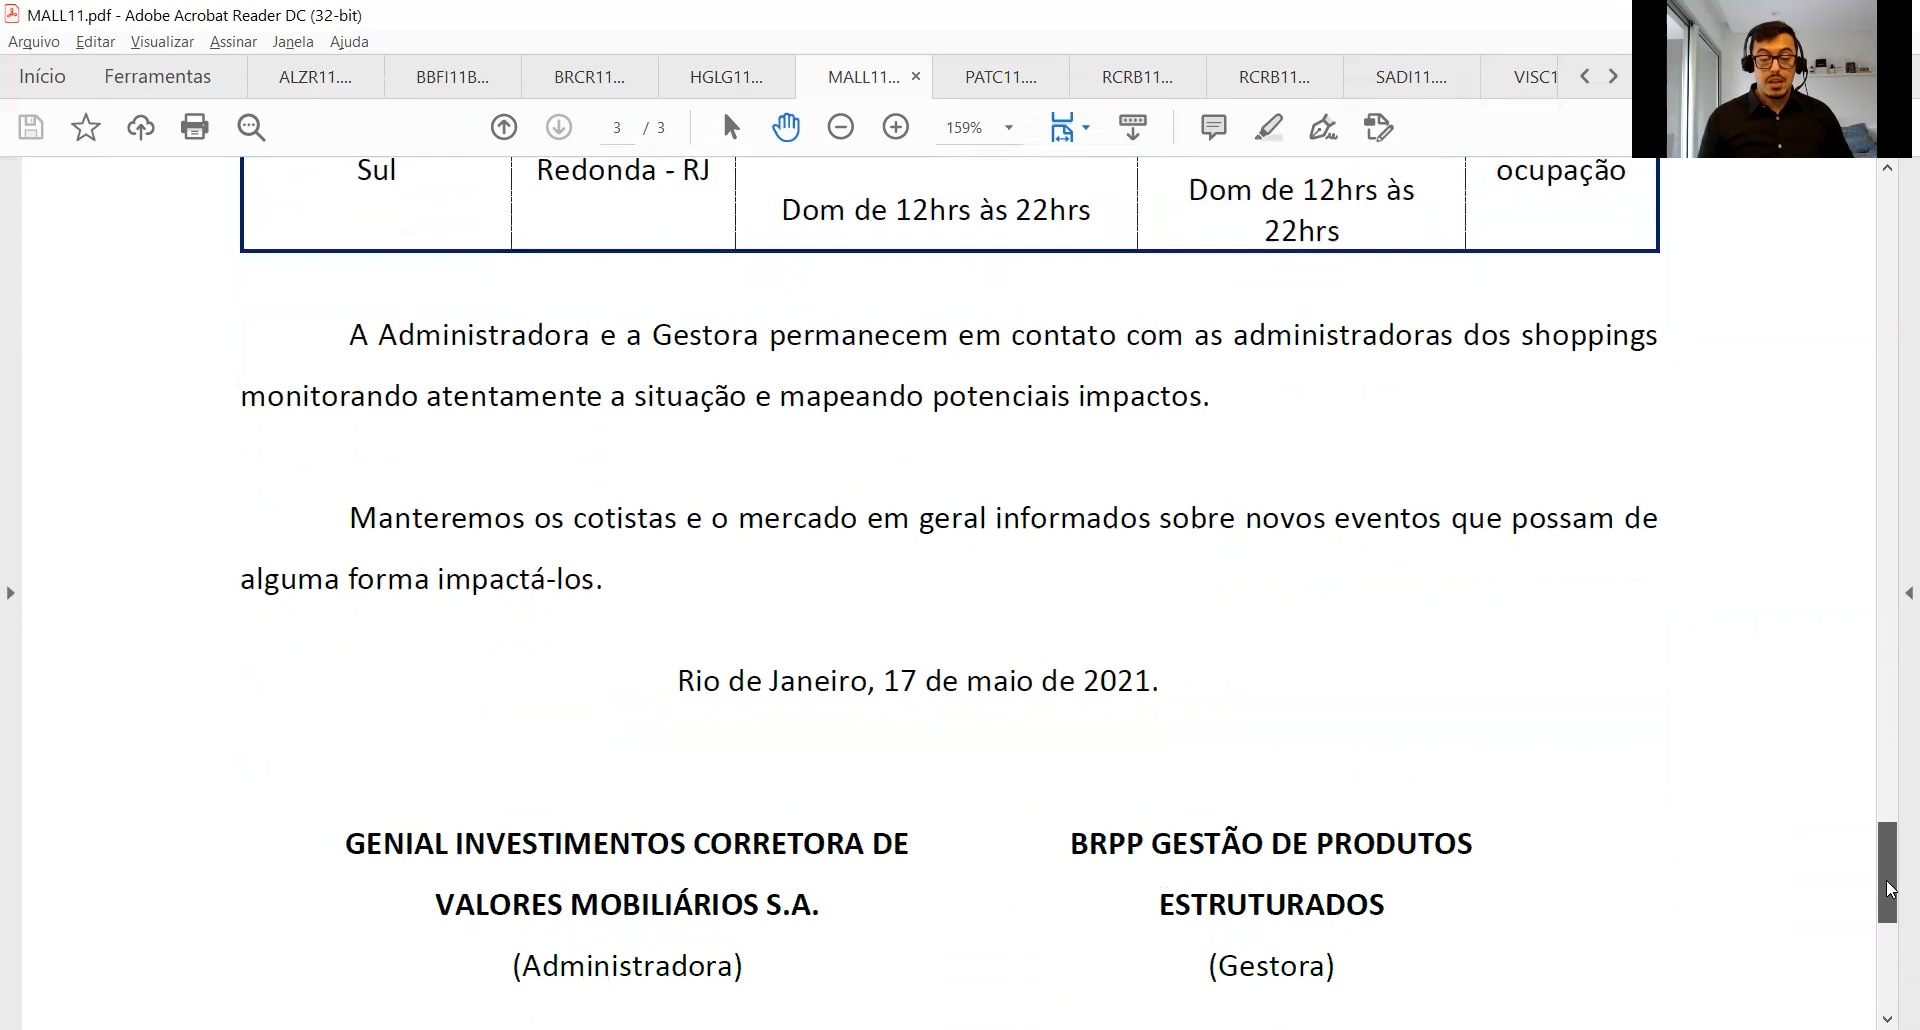 MALL11.pdf - Adobe Acrobat Reader DC (32-bit)
Arquivo Editar Visualizar Assinar Janela Ajuda
Início Ferramentas ALZR11.... BBFI11B... BRCR11... HGLG11... MALL11... × PATC11.... RCRB11... RCRB11... SADI11.... VISC1
3 / 3 159%
Sul Redonda - RJ ocupação
Dom de 12hrs às 22hrs Dom de 12hrs às
22hrs
A Administradora e a Gestora permanecem em contato com as administradoras dos shoppings
monitorando atentamente a situação e mapeando potenciais impactos.
Manteremos os cotistas e o mercado em geral informados sobre novos eventos que possam de
alguma forma impactá-los.
Rio de Janeiro, 17 de maio de 2021.
GENIAL INVESTIMENTOS CORRETORA DE BRPP GESTÃO DE PRODUTOS
VALORES MOBILIÁRIOS S.A. ESTRUTURADOS
(Administradora) (Gestora)